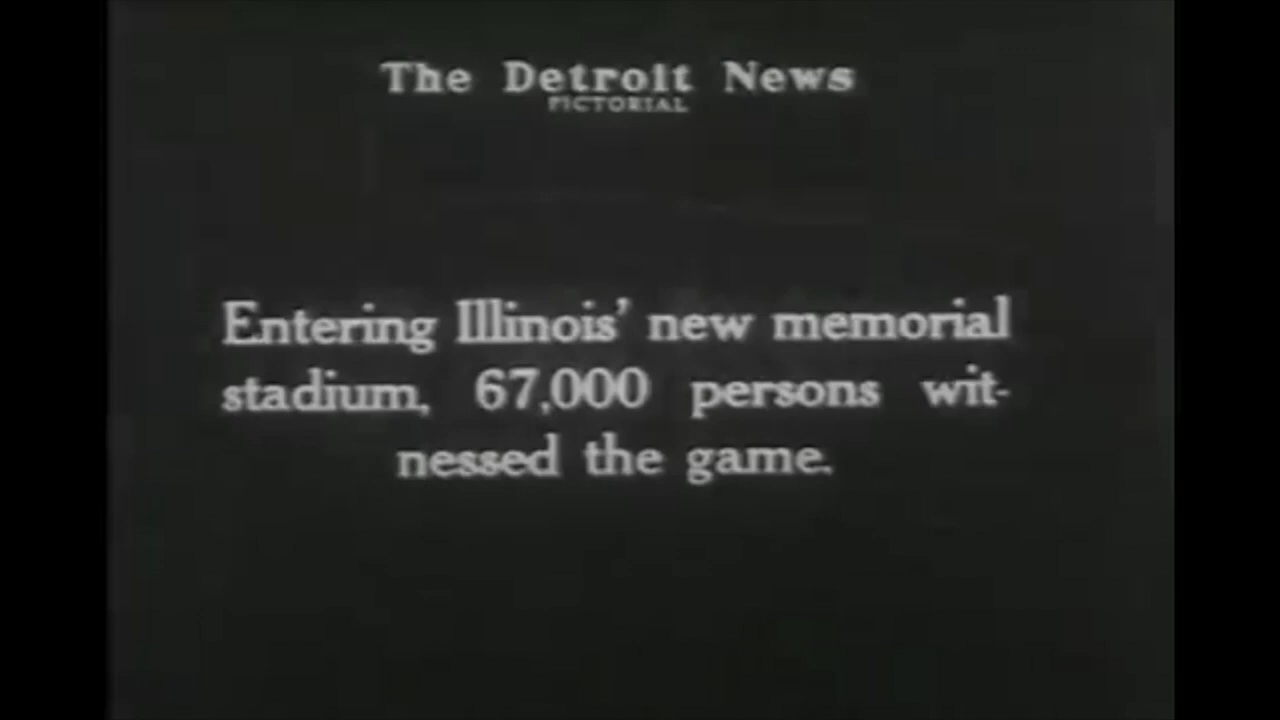 The Detroit News
PICTORIAL
Entering Illinois' new memorial
stadium, 67,000 persons wit-
nessed the game.